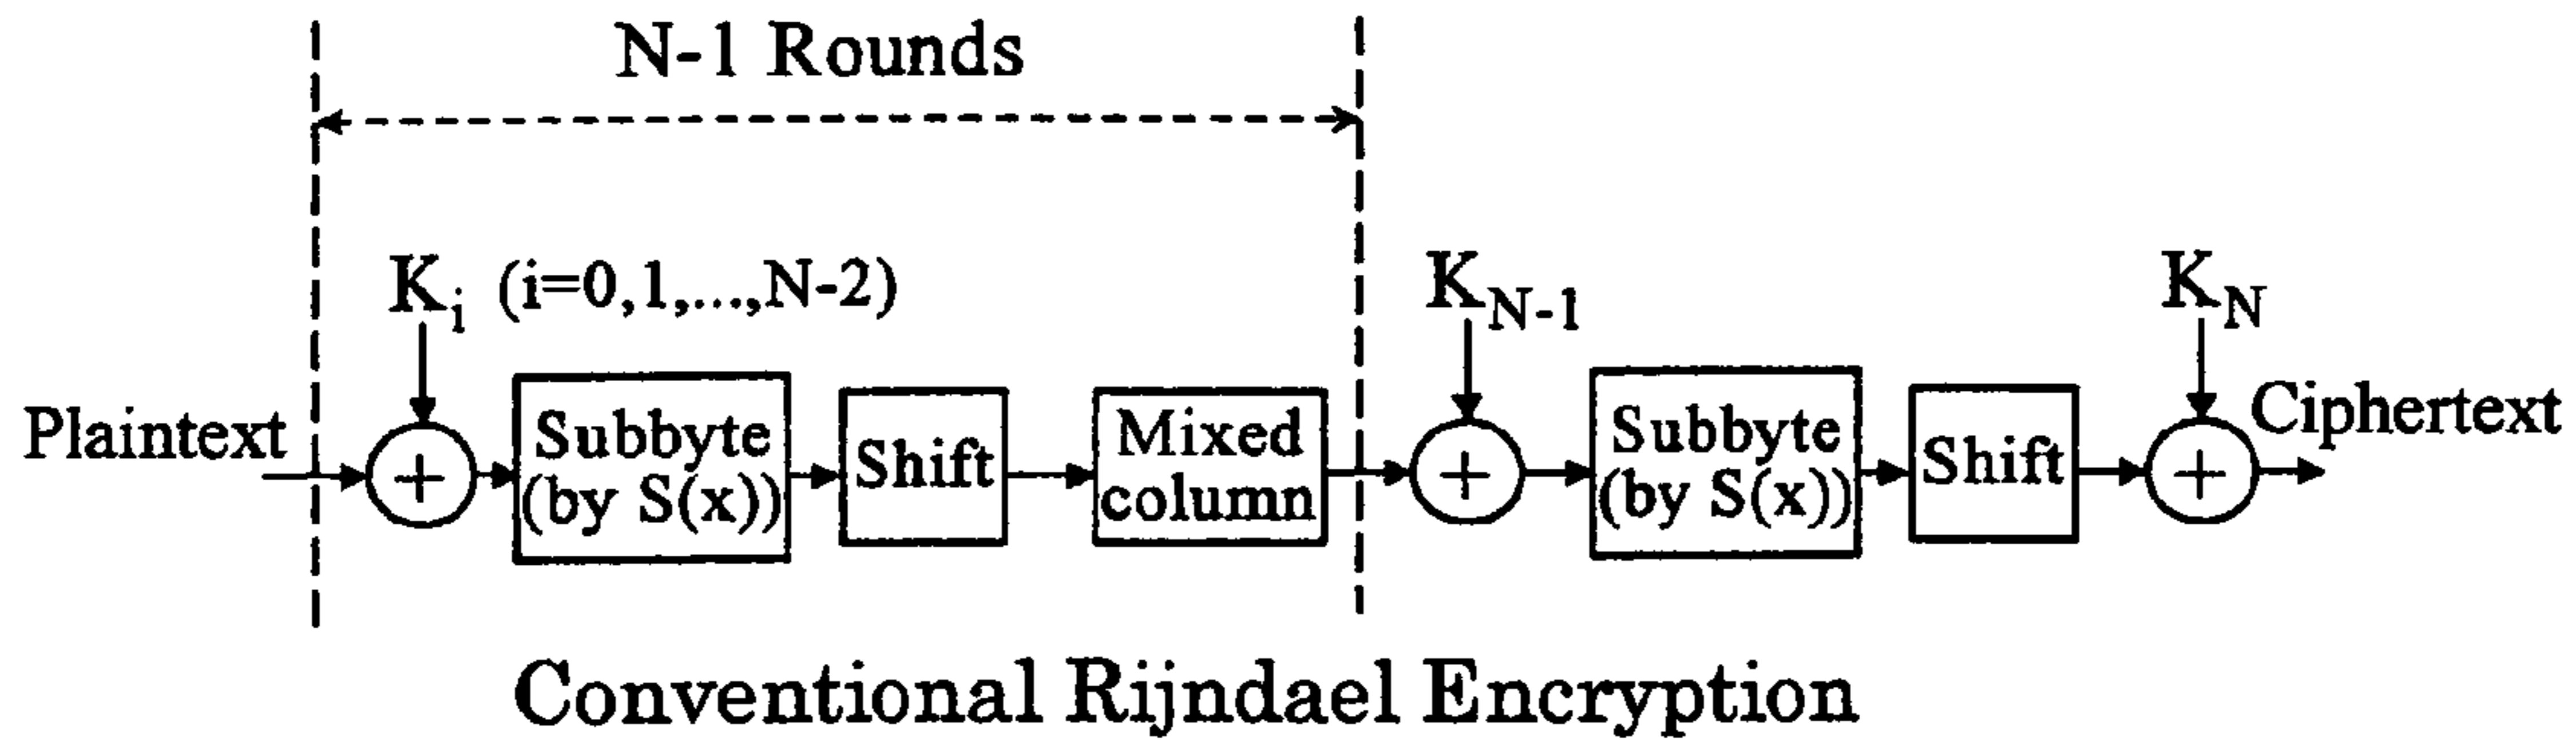 N-1 Rounds
K_i (i=0,1,...,N-2)
K_N-1
K_N
Plaintext
+
Subbyte
(by S(x))
Shift
Mixed
column
+
Subbyte
(by S(x))
Shift
+
Ciphertext
Conventional Rijndael Encryption